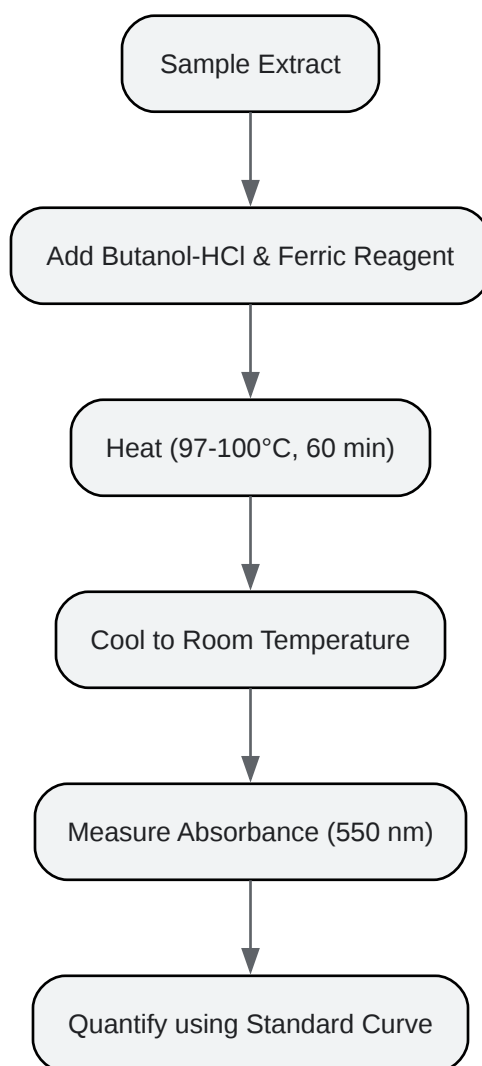 Sample Extract
Add Butanol-HCl & Ferric Reagent
Heat (97-100°C, 60 min)
Cool to Room Temperature
Measure Absorbance (550 nm)
Quantify using Standard Curve